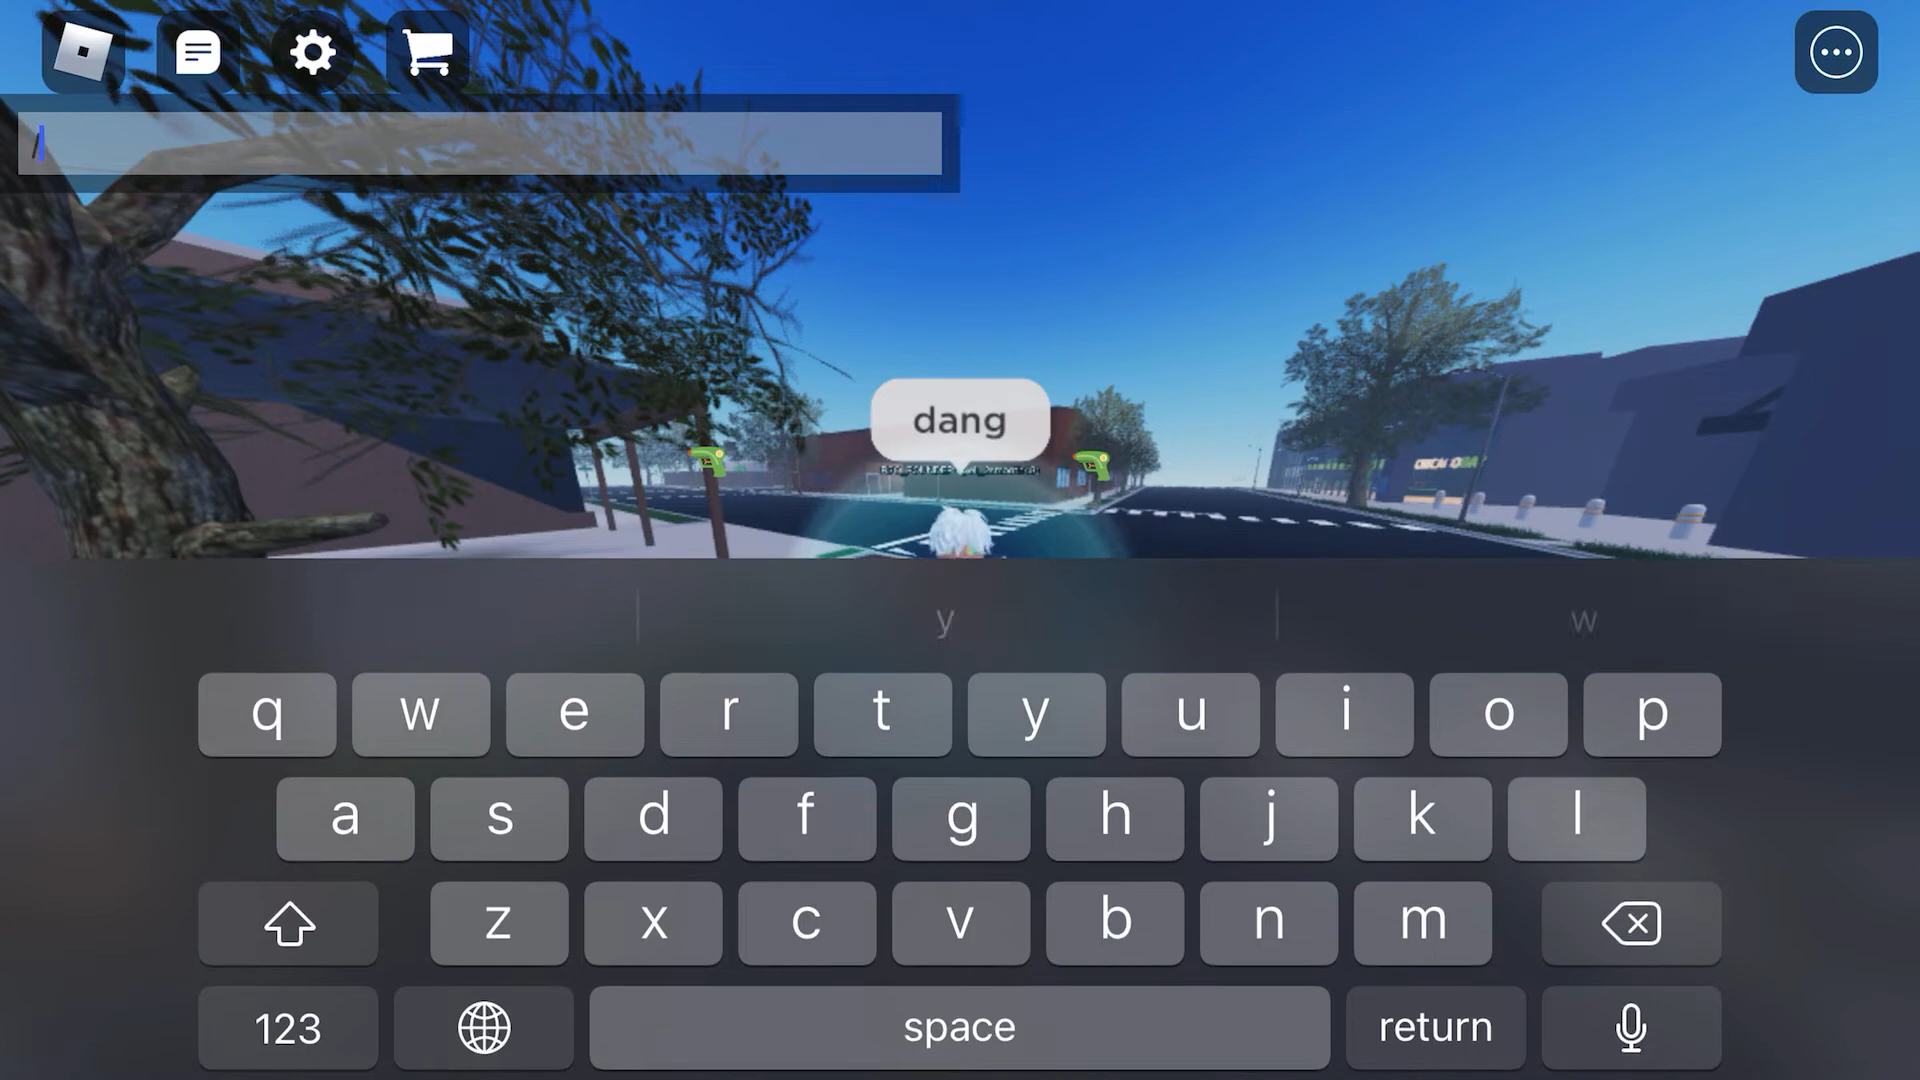 /
dang
y w
q w e r t y u i o p
a s d f g h j k l
z x c v b n m
123 space return